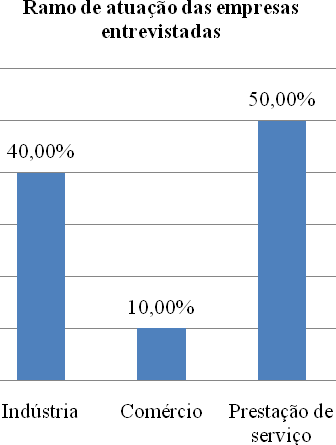 Ramo de atuação das empresas
entrevistadas
50,00%
40,00%
10,00%
Indústria
Comércio
Prestação de
serviço